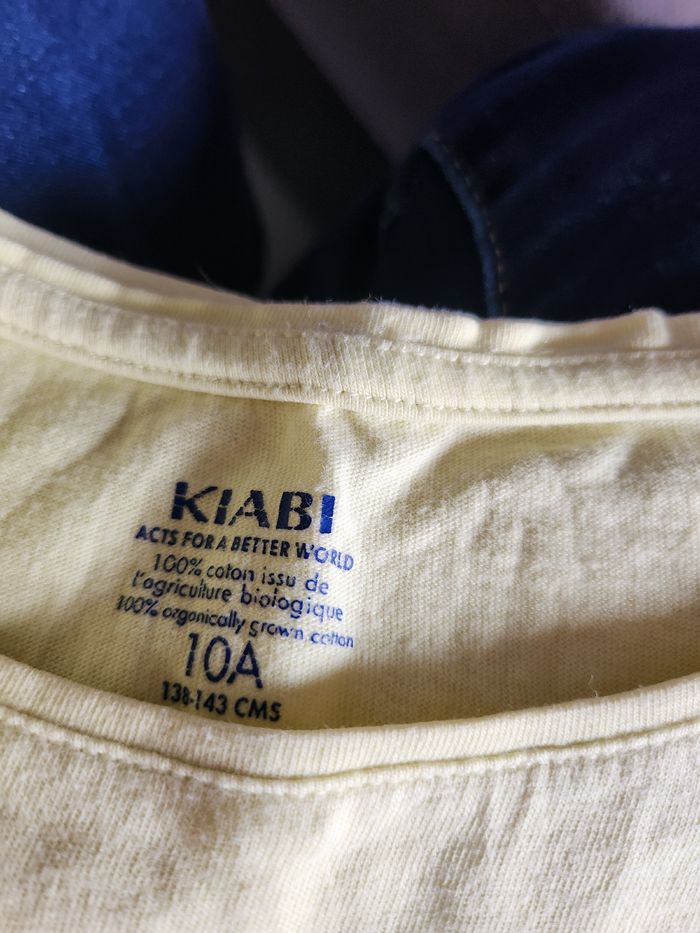 KIABI
ACTS FOR A BETTER WORLD
100% coton issu de
l'agriculture biologique
100% organically grown cotton
10A
138-143 CMS